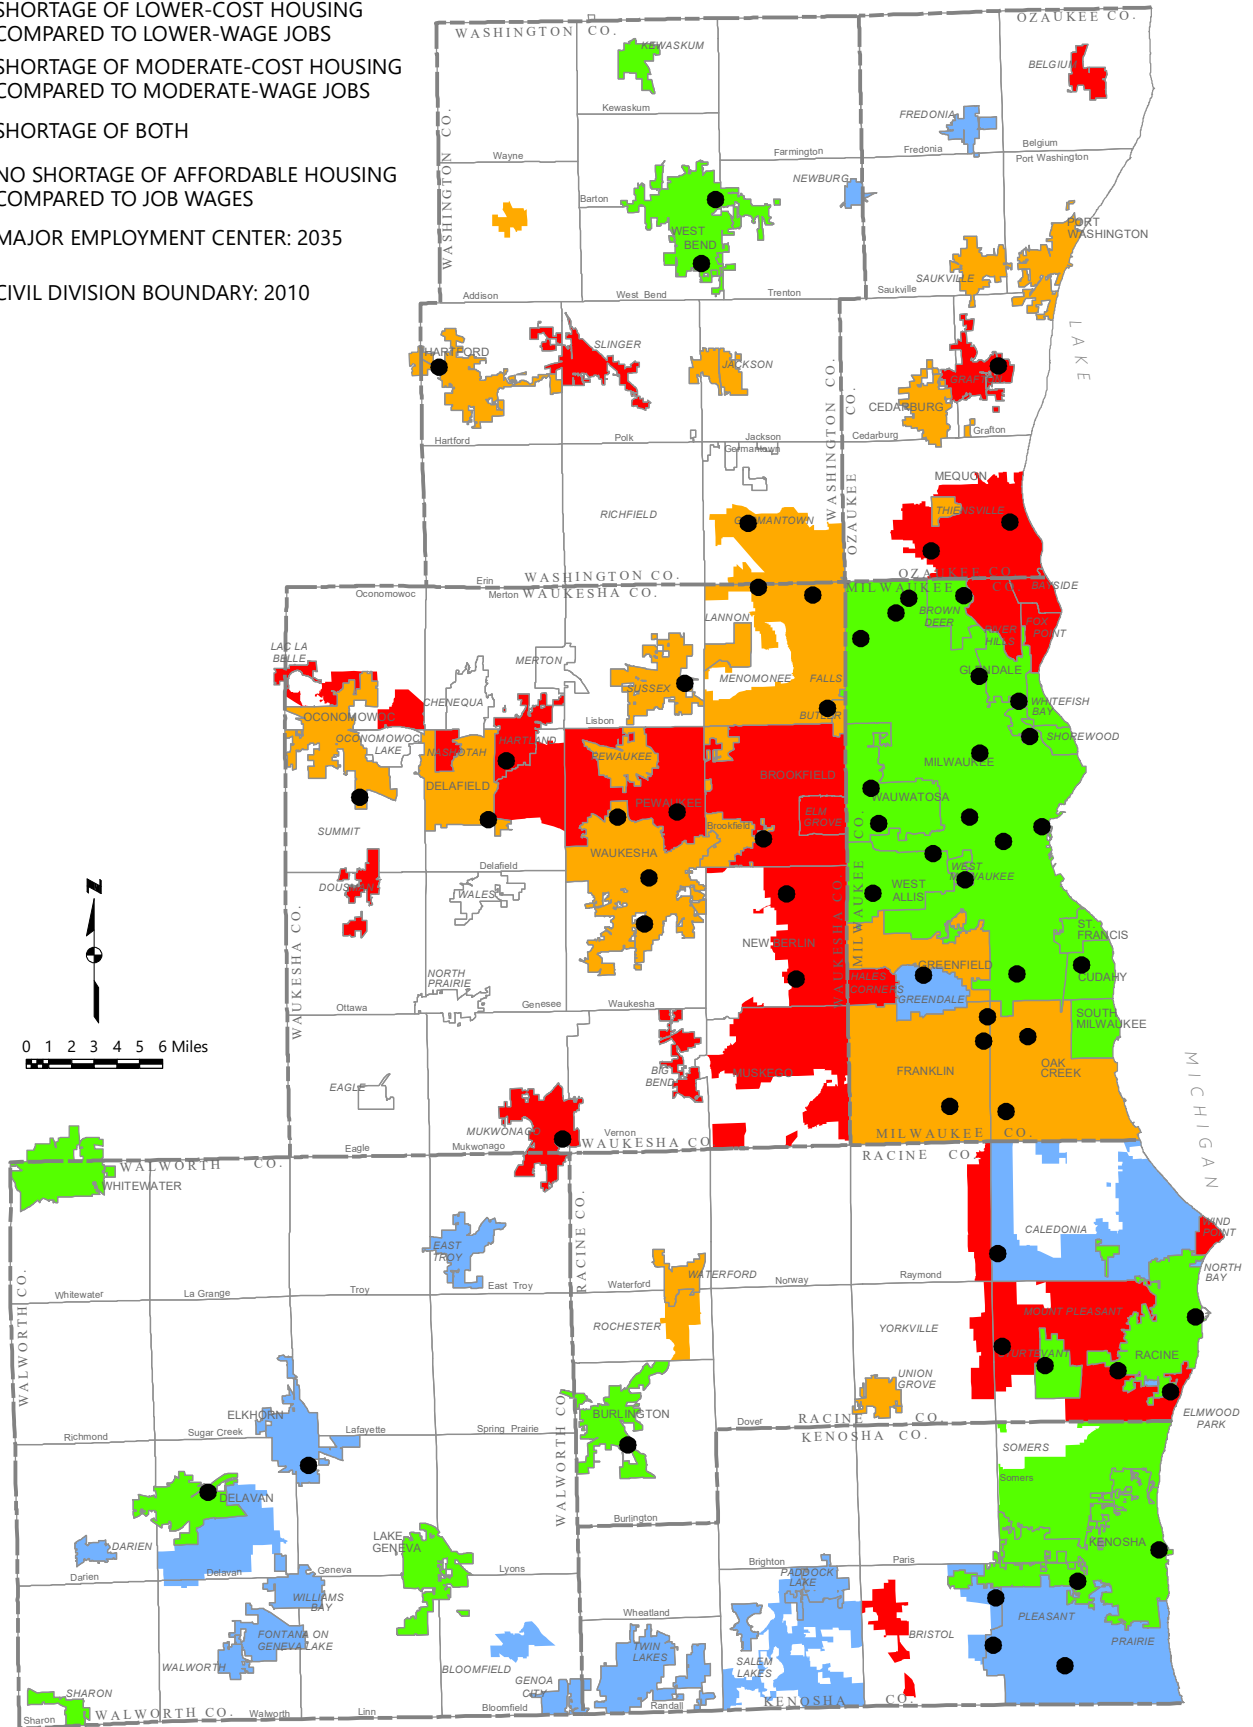 SHORTAGE OF LOWER-COST HOUSING
COMPARED TO LOWER-WAGE JOBS
SHORTAGE OF MODERATE-COST HOUSING
COMPARED TO MODERATE-WAGE JOBS
SHORTAGE OF BOTH
NO SHORTAGE OF AFFORDABLE HOUSING
COMPARED TO JOB WAGES
MAJOR EMPLOYMENT CENTER: 2035
CIVIL DIVISION BOUNDARY: 2010
WASHINGTON CO.
OZAUKEE CO.
KEWASKUM
BELGIUM
Kewaskum
FREDONIA
WASHINGTON CO.
Wayne
Farmington
Fredonia
Belgium
Port Washington
NEWBURG
Barton
WEST
BEND
PORT
WASHINGTON
SAUKVILLE
Addison
West Bend
Trenton
Saukville
LAKE
HARTFORD
SLINGER
JACKSON
GRAFTON
CEDARBURG
WASHINGTON CO.
OZAUKEE CO.
Hartford
Polk
Jackson
Germantown
Cedarburg
Grafton
MEQUON
THIENSVILLE
RICHFIELD
GERMANTOWN
Erin
WASHINGTON CO.
OZAUKEE CO.
Oconomowoc
Merton
WAUKESHA CO.
MILWAUKEE CO.
BAYSIDE
BROWN
DEER
LANNON
RIVER
HILLS
FOX
POINT
LAC LA
BELLE
MERTON
CHENEQUA
SUSSEX
MENOMONEE
FALLS
GLENDALE
WHITEFISH
BAY
OCONOMOWOC
Lisbon
BUTLER
SHOREWOOD
OCONOMOWOC
LAKE
NASHOTAH
HARTLAND
PEWAUKEE
MILWAUKEE
DELAFIELD
BROOKFIELD
PEWAUKEE
WAUWATOSA
ELM
GROVE
SUMMIT
Brookfield
WAUKESHA
Delafield
DOUSMAN
WALES
WEST
MILWAUKEE
WEST
ALLIS
ST.
FRANCIS
NEW BERLIN
GREENFIELD
CUDAHY
NORTH
PRAIRIE
HALES
CORNERS
GREENDALE
WAUKESHA CO.
WAUKESHA CO.
MILWAUKEE CO.
Ottawa
Genesee
Waukesha
SOUTH
MILWAUKEE
0 1 2 3 4 5 6 Miles
EAGLE
BIG
BEND
MUSKEGO
FRANKLIN
OAK
CREEK
MICHIGAN
MUKWONAGO
Vernon
Eagle
Mukwonago
WAUKESHA CO
MILWAUKEE CO.
RACINE CO.
WALWORTH CO.
WHITEWATER
RACINE CO.
EAST
TROY
CALEDONIA
WIND
POINT
WATERFORD
NORTH
BAY
WALWORTH CO.
Whitewater
La Grange
Troy
East Troy
Waterford
Norway
Raymond
ROCHESTER
YORKVILLE
MOUNT PLEASANT
STURTEVANT
RACINE
UNION
GROVE
ELKHORN
BURLINGTON
ELMWOOD
PARK
WALWORTH CO.
Richmond
Sugar Creek
Lafayette
Spring Prairie
Dover
RACINE CO.
KENOSHA CO.
SOMERS
Somers
DELAVAN
Burlington
DARIEN
LAKE
GENEVA
KENOSHA
Darien
Delavan
Geneva
Lyons
Brighton
Paris
PADDOCK
LAKE
WILLIAMS
BAY
Wheatland
PLEASANT
PRAIRIE
FONTANA ON
GENEVA LAKE
TWIN
LAKES
SALEM
LAKES
BRISTOL
WALWORTH
BLOOMFIELD
GENOA
CITY
SHARON
Sharon
WALWORTH CO.
Walworth
Linn
Bloomfield
Randall
KENOSHA CO.
N